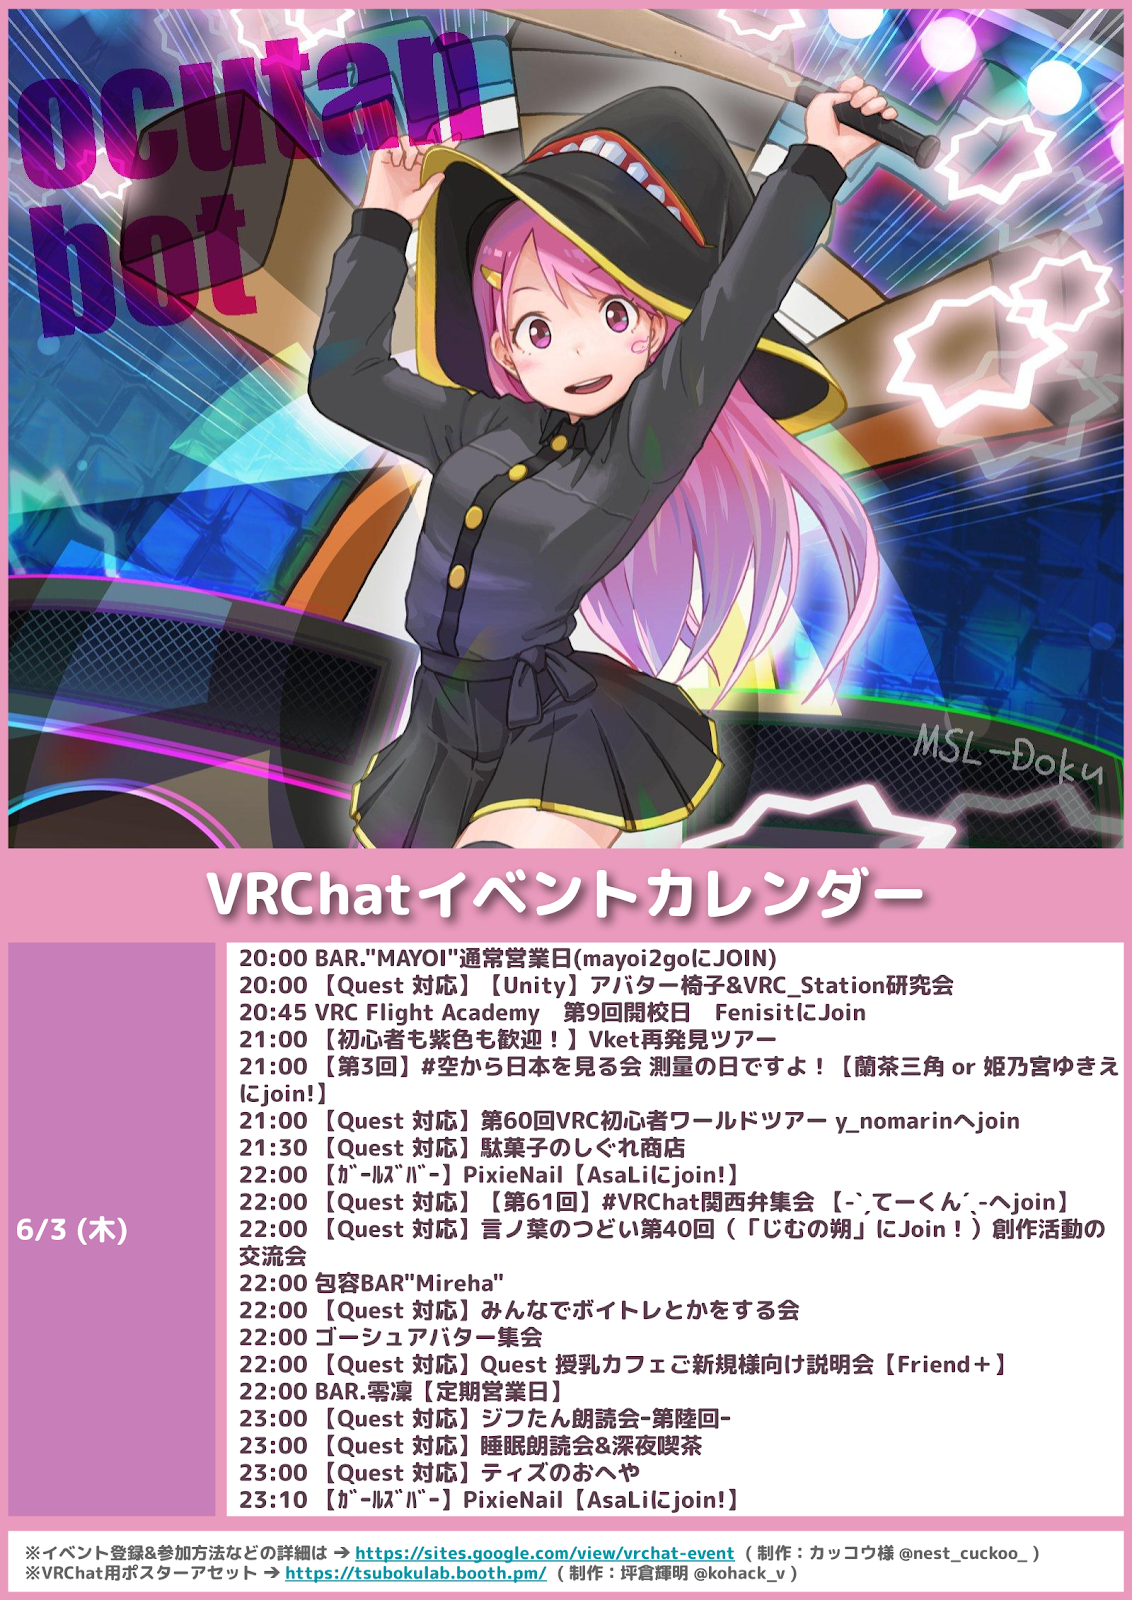 ocutan
bot
MSL-Doku
VRChatイベントカレンダー
6/3 (木)
20:00 BAR."MAYOI"通常営業日(mayoi2goにJOIN)
20:00 【Quest 対応】【Unity】アバター椅子&VRC_Station研究会
20:45 VRC Flight Academy　第9回開校日　FenisitにJoin
21:00 【初心者も紫色も歓迎！】Vket再発見ツアー
21:00 【第3回】#空から日本を見る会 測量の日ですよ！【蘭茶三角 or 姫乃宮ゆきえ
にjoin!】
21:00 【Quest 対応】第60回VRC初心者ワールドツアー y_nomarinへjoin
21:30 【Quest 対応】駄菓子のしぐれ商店
22:00 【ｶﾞｰﾙｽﾞﾊﾞｰ】PixieNail【AsaLiにjoin!】
22:00 【Quest 対応】【第61回】#VRChat関西弁集会 【-ˋˏてーくんˊˎ-へjoin】
22:00 【Quest 対応】言ノ葉のつどい第40回（「じむの朔」にJoin！）創作活動の
交流会
22:00 包容BAR"Mireha"
22:00 【Quest 対応】みんなでボイトレとかをする会
22:00 ゴーシュアバター集会
22:00 【Quest 対応】Quest 授乳カフェご新規様向け説明会【Friend＋】
22:00 BAR.零凜【定期営業日】
23:00 【Quest 対応】ジフたん朗読会-第陸回-
23:00 【Quest 対応】睡眠朗読会&深夜喫茶
23:00 【Quest 対応】ティズのおへや
23:10 【ｶﾞｰﾙｽﾞﾊﾞｰ】PixieNail【AsaLiにjoin!】
※イベント登録&参加方法などの詳細は → https://sites.google.com/view/vrchat-event ( 制作：カッコウ様 @nest_cuckoo_ )
※VRChat用ポスターアセット → https://tsubokulab.booth.pm/ ( 制作：坪倉輝明 @kohack_v )